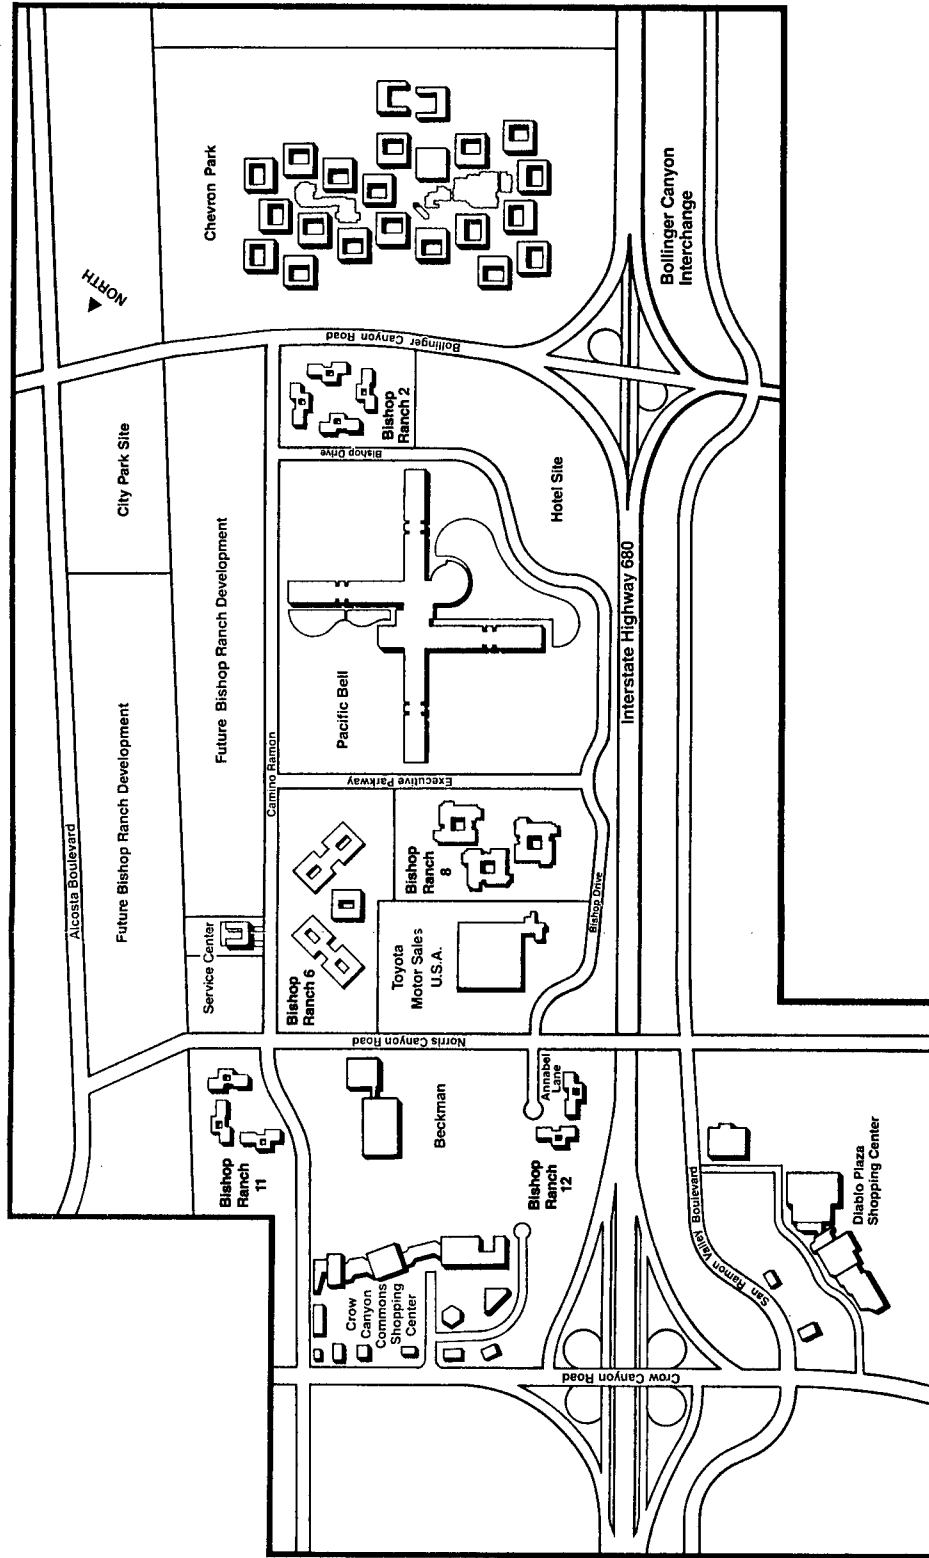 Chevron Park
NORTH
Bollinger Canyon
Interchange
Bollinger Canyon Road
Bishop
Ranch 2
Bishop Drive
City Park Site
Hotel Site
Future Bishop Ranch Development
Future Bishop Ranch Development
Pacific Bell
Interstate Highway 680
Camino Ramon
Executive Parkway
Alcosta Boulevard
Bishop
Ranch
8
Bishop Drive
Service Center
Bishop
Ranch 6
Toyota
Motor Sales
U.S.A.
Norris Canyon Road
Annabel
Lane
Beckman
Bishop
Ranch
11
Bishop
Ranch
12
San Ramon Valley Boulevard
Diablo Plaza
Shopping Center
Crow
Canyon
Commons
Shopping
Center
Crow Canyon Road